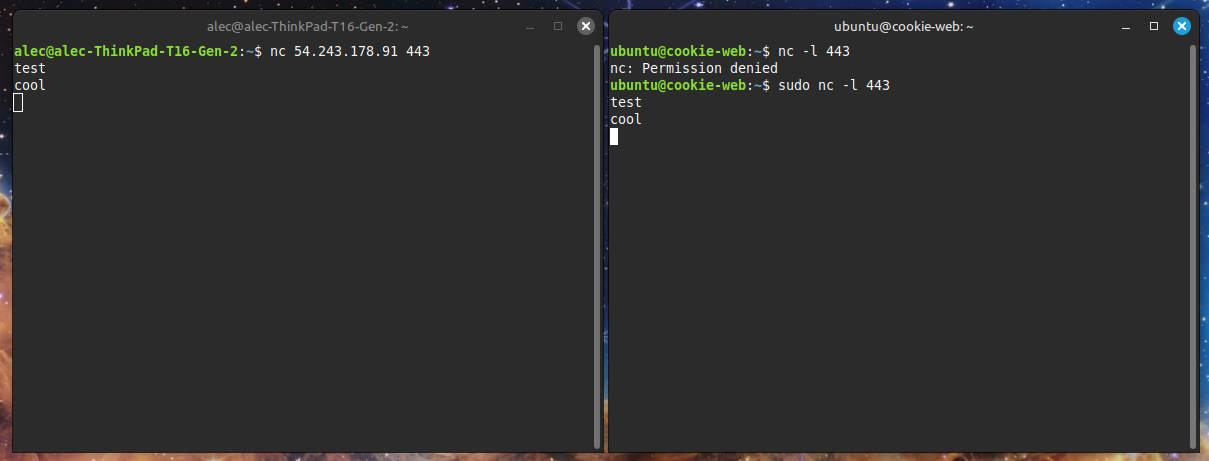 alec@alec-ThinkPad-T16-Gen-2: ~
alec@alec-ThinkPad-T16-Gen-2:~$ nc 54.243.178.91 443
test
cool
ubuntu@cookie-web: ~
ubuntu@cookie-web:~$ nc -l 443
nc: Permission denied
ubuntu@cookie-web:~$ sudo nc -l 443
test
cool